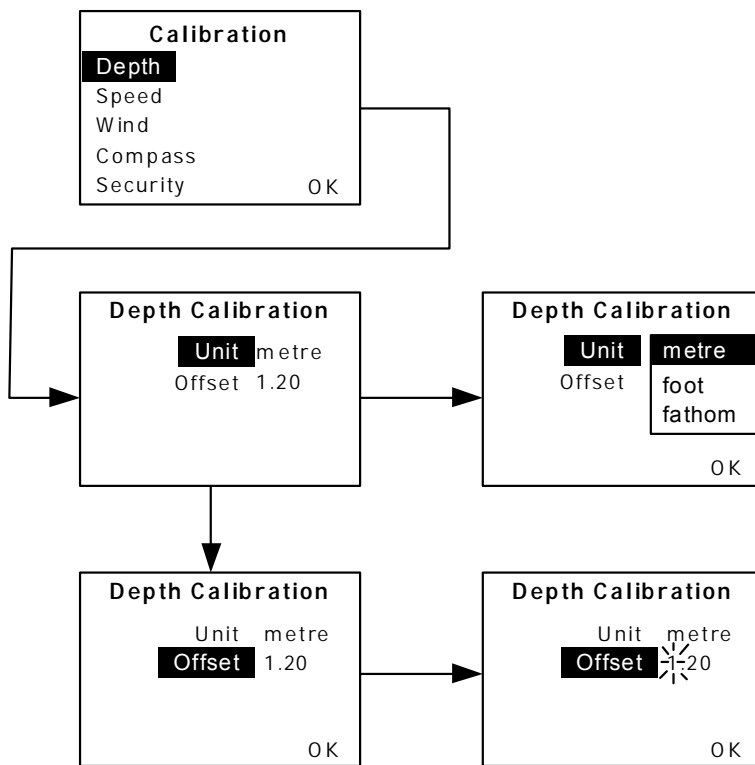 Calibration
Depth
Speed
Wind
Compass
Security OK
Depth Calibration
Unit metre
Offset 1.20
Depth Calibration
Unit metre
Offset foot
fathom
OK
Depth Calibration
Unit metre
Offset 1.20
OK
Depth Calibration
Unit metre
Offset 1.20
OK